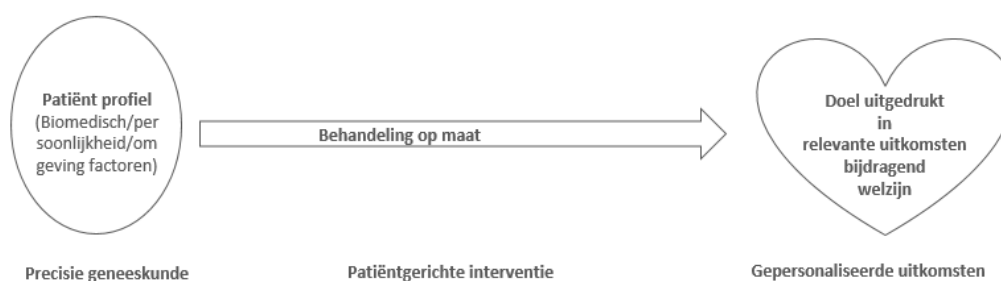 Patiënt profiel
(Biomedisch/per
soonlijkheid/om
geving factoren)
Behandeling op maat
Doel uitgedrukt
in
relevante uitkomsten
bijdragend
welzijn
Precisie geneeskunde
Patiëntgerichte interventie
Gepersonaliseerde uitkomsten